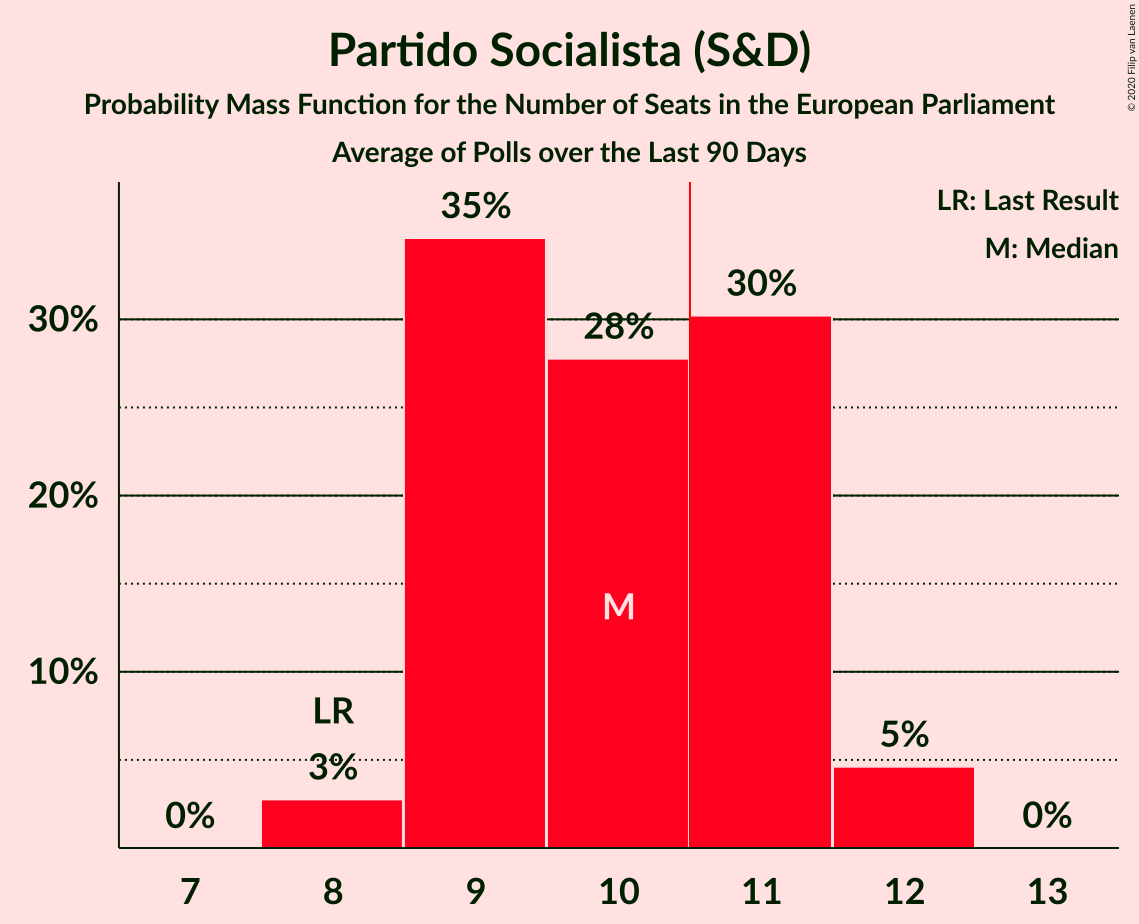 Partido Socialista (S&D)
Probability Mass Function for the Number of Seats in the European Parliament
Average of Polls over the Last 90 Days
© 2020 Filip van Laenen
LR: Last Result
M: Median
35%
30%
28%
30%
20%
M
10%
LR
5%
3%
0%
0%
7 8 9 10 11 12 13